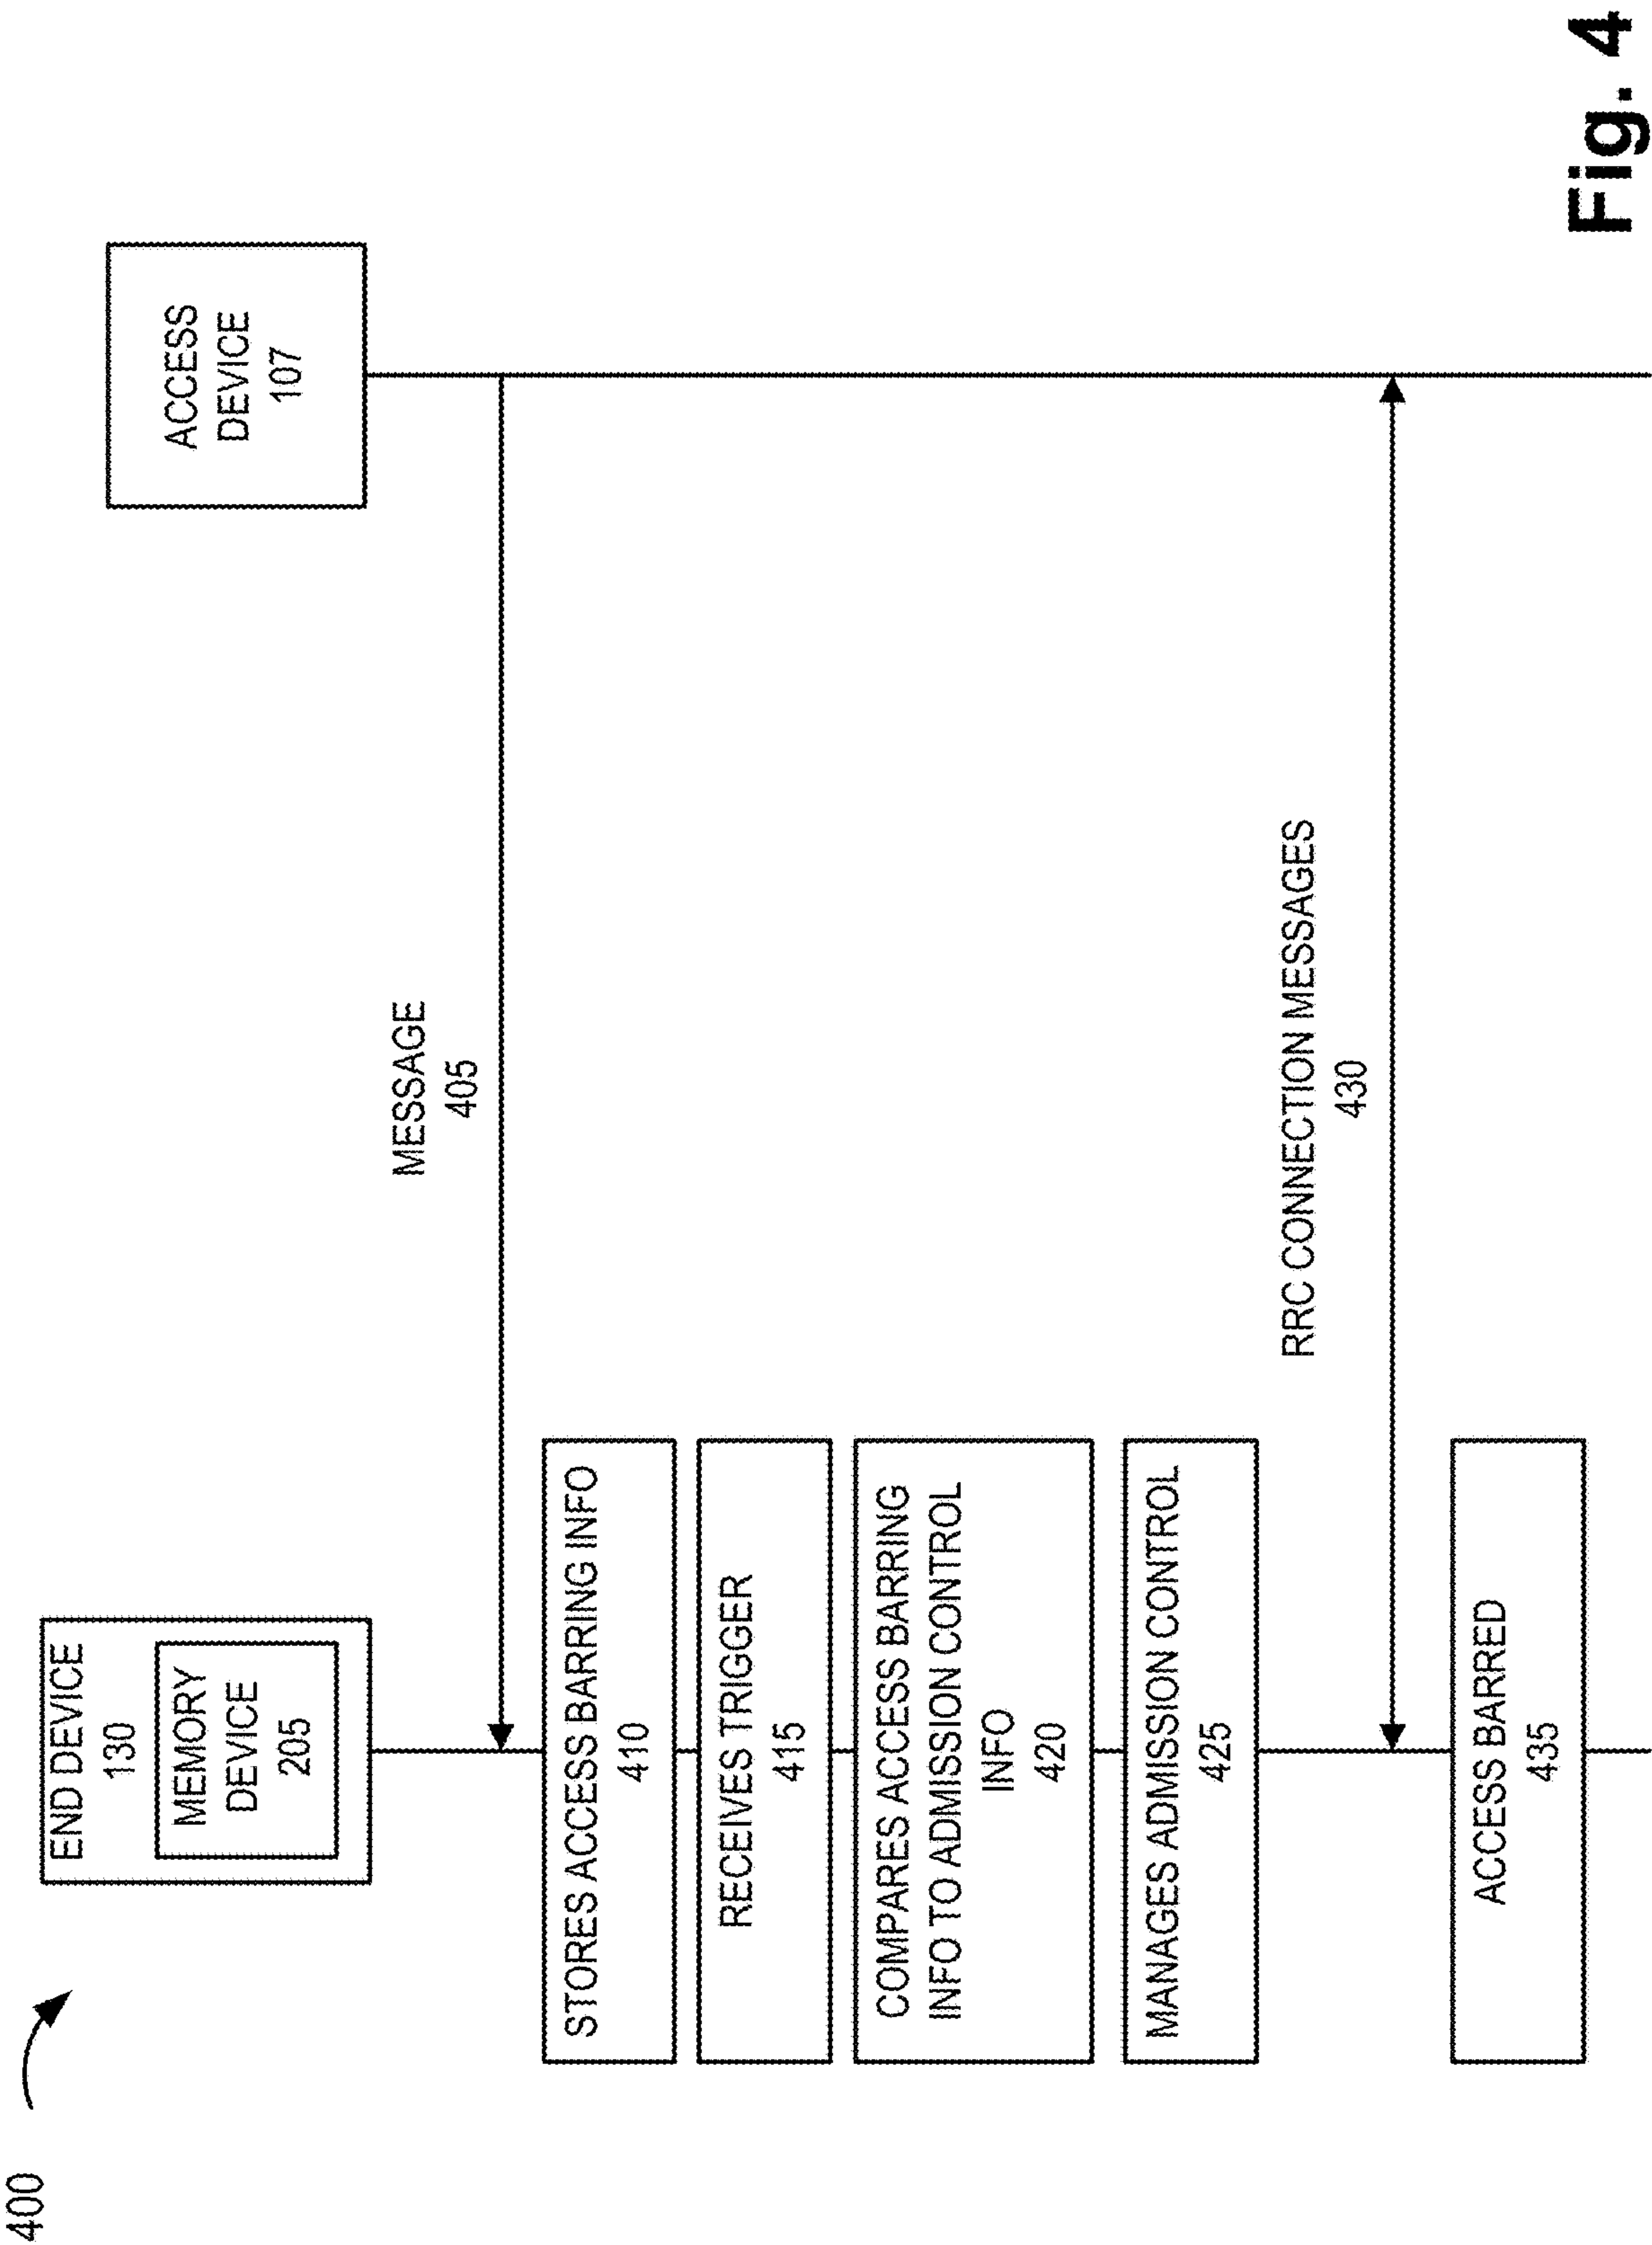 400
END DEVICE
130
MEMORY
DEVICE
205
ACCESS
DEVICE
107
MESSAGE
405
STORES ACCESS BARRING INFO
410
RECEIVES TRIGGER
415
COMPARES ACCESS BARRING
INFO TO ADMISSION CONTROL
INFO
420
MANAGES ADMISSION CONTROL
425
RRC CONNECTION MESSAGES
430
ACCESS BARRED
435
Fig. 4